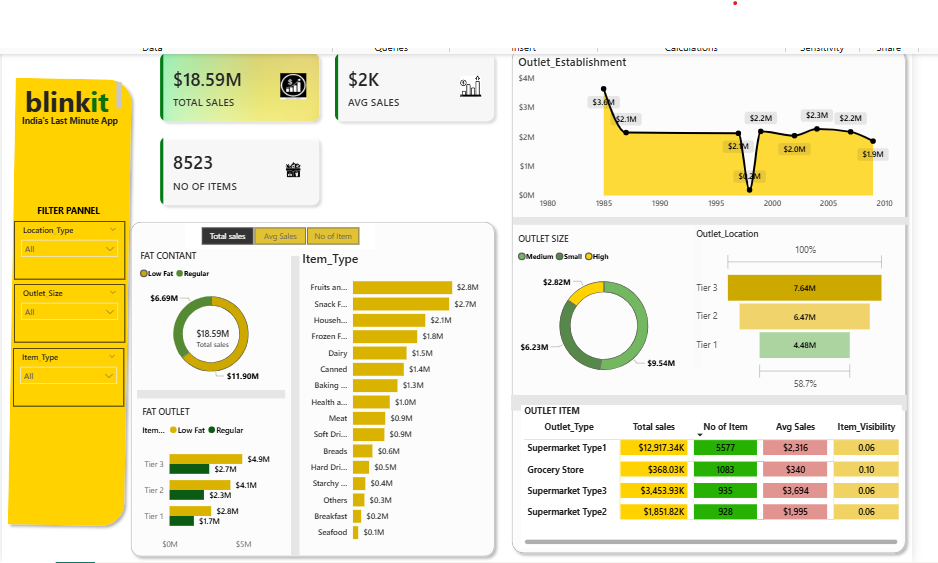 Data Queries Insert Calculations Sensitivity Share
blinkit
India's Last Minute App
FILTER PANNEL
Location_Type
All
Outlet_Size
All
Item_Type
All
$18.59M
TOTAL SALES
$2K
AVG SALES
8523
NO OF ITEMS
Total sales Avg Sales No of Item
FAT CONTANT
Low Fat Regular
$6.69M
$18.59M
Total sales
$11.90M
FAT OUTLET
Item... Low Fat Regular
Tier 3 $4.9M
$2.7M
Tier 2 $4.1M
$2.3M
Tier 1 $2.8M
$1.7M
$0M $5M
Item_Type
Fruits an... $2.8M
Snack F... $2.7M
Househ... $2.1M
Frozen F... $1.8M
Dairy $1.5M
Canned $1.4M
Baking ... $1.3M
Health a... $1.0M
Meat $0.9M
Soft Dri... $0.9M
Breads $0.6M
Hard Dri... $0.5M
Starchy ... $0.4M
Others $0.3M
Breakfast $0.2M
Seafood $0.1M
Outlet_Establishment
$4M
$3M
$2M
$1M
$0M
$3.6M $2.1M $2.1M $0.2M $2.2M $2.0M $2.3M $2.2M $1.9M
1980 1985 1990 1995 2000 2005 2010
OUTLET SIZE
Medium Small High
$2.82M
$6.23M
$9.54M
Outlet_Location
100%
Tier 3 7.64M
Tier 2 6.47M
Tier 1 4.48M
58.7%
OUTLET ITEM
Outlet_Type Total sales No of Item Avg Sales Item_Visibility
Supermarket Type1 $12,917.34K 5577 $2,316 0.06
Grocery Store $368.03K 1083 $340 0.10
Supermarket Type3 $3,453.93K 935 $3,694 0.06
Supermarket Type2 $1,851.82K 928 $1,995 0.06